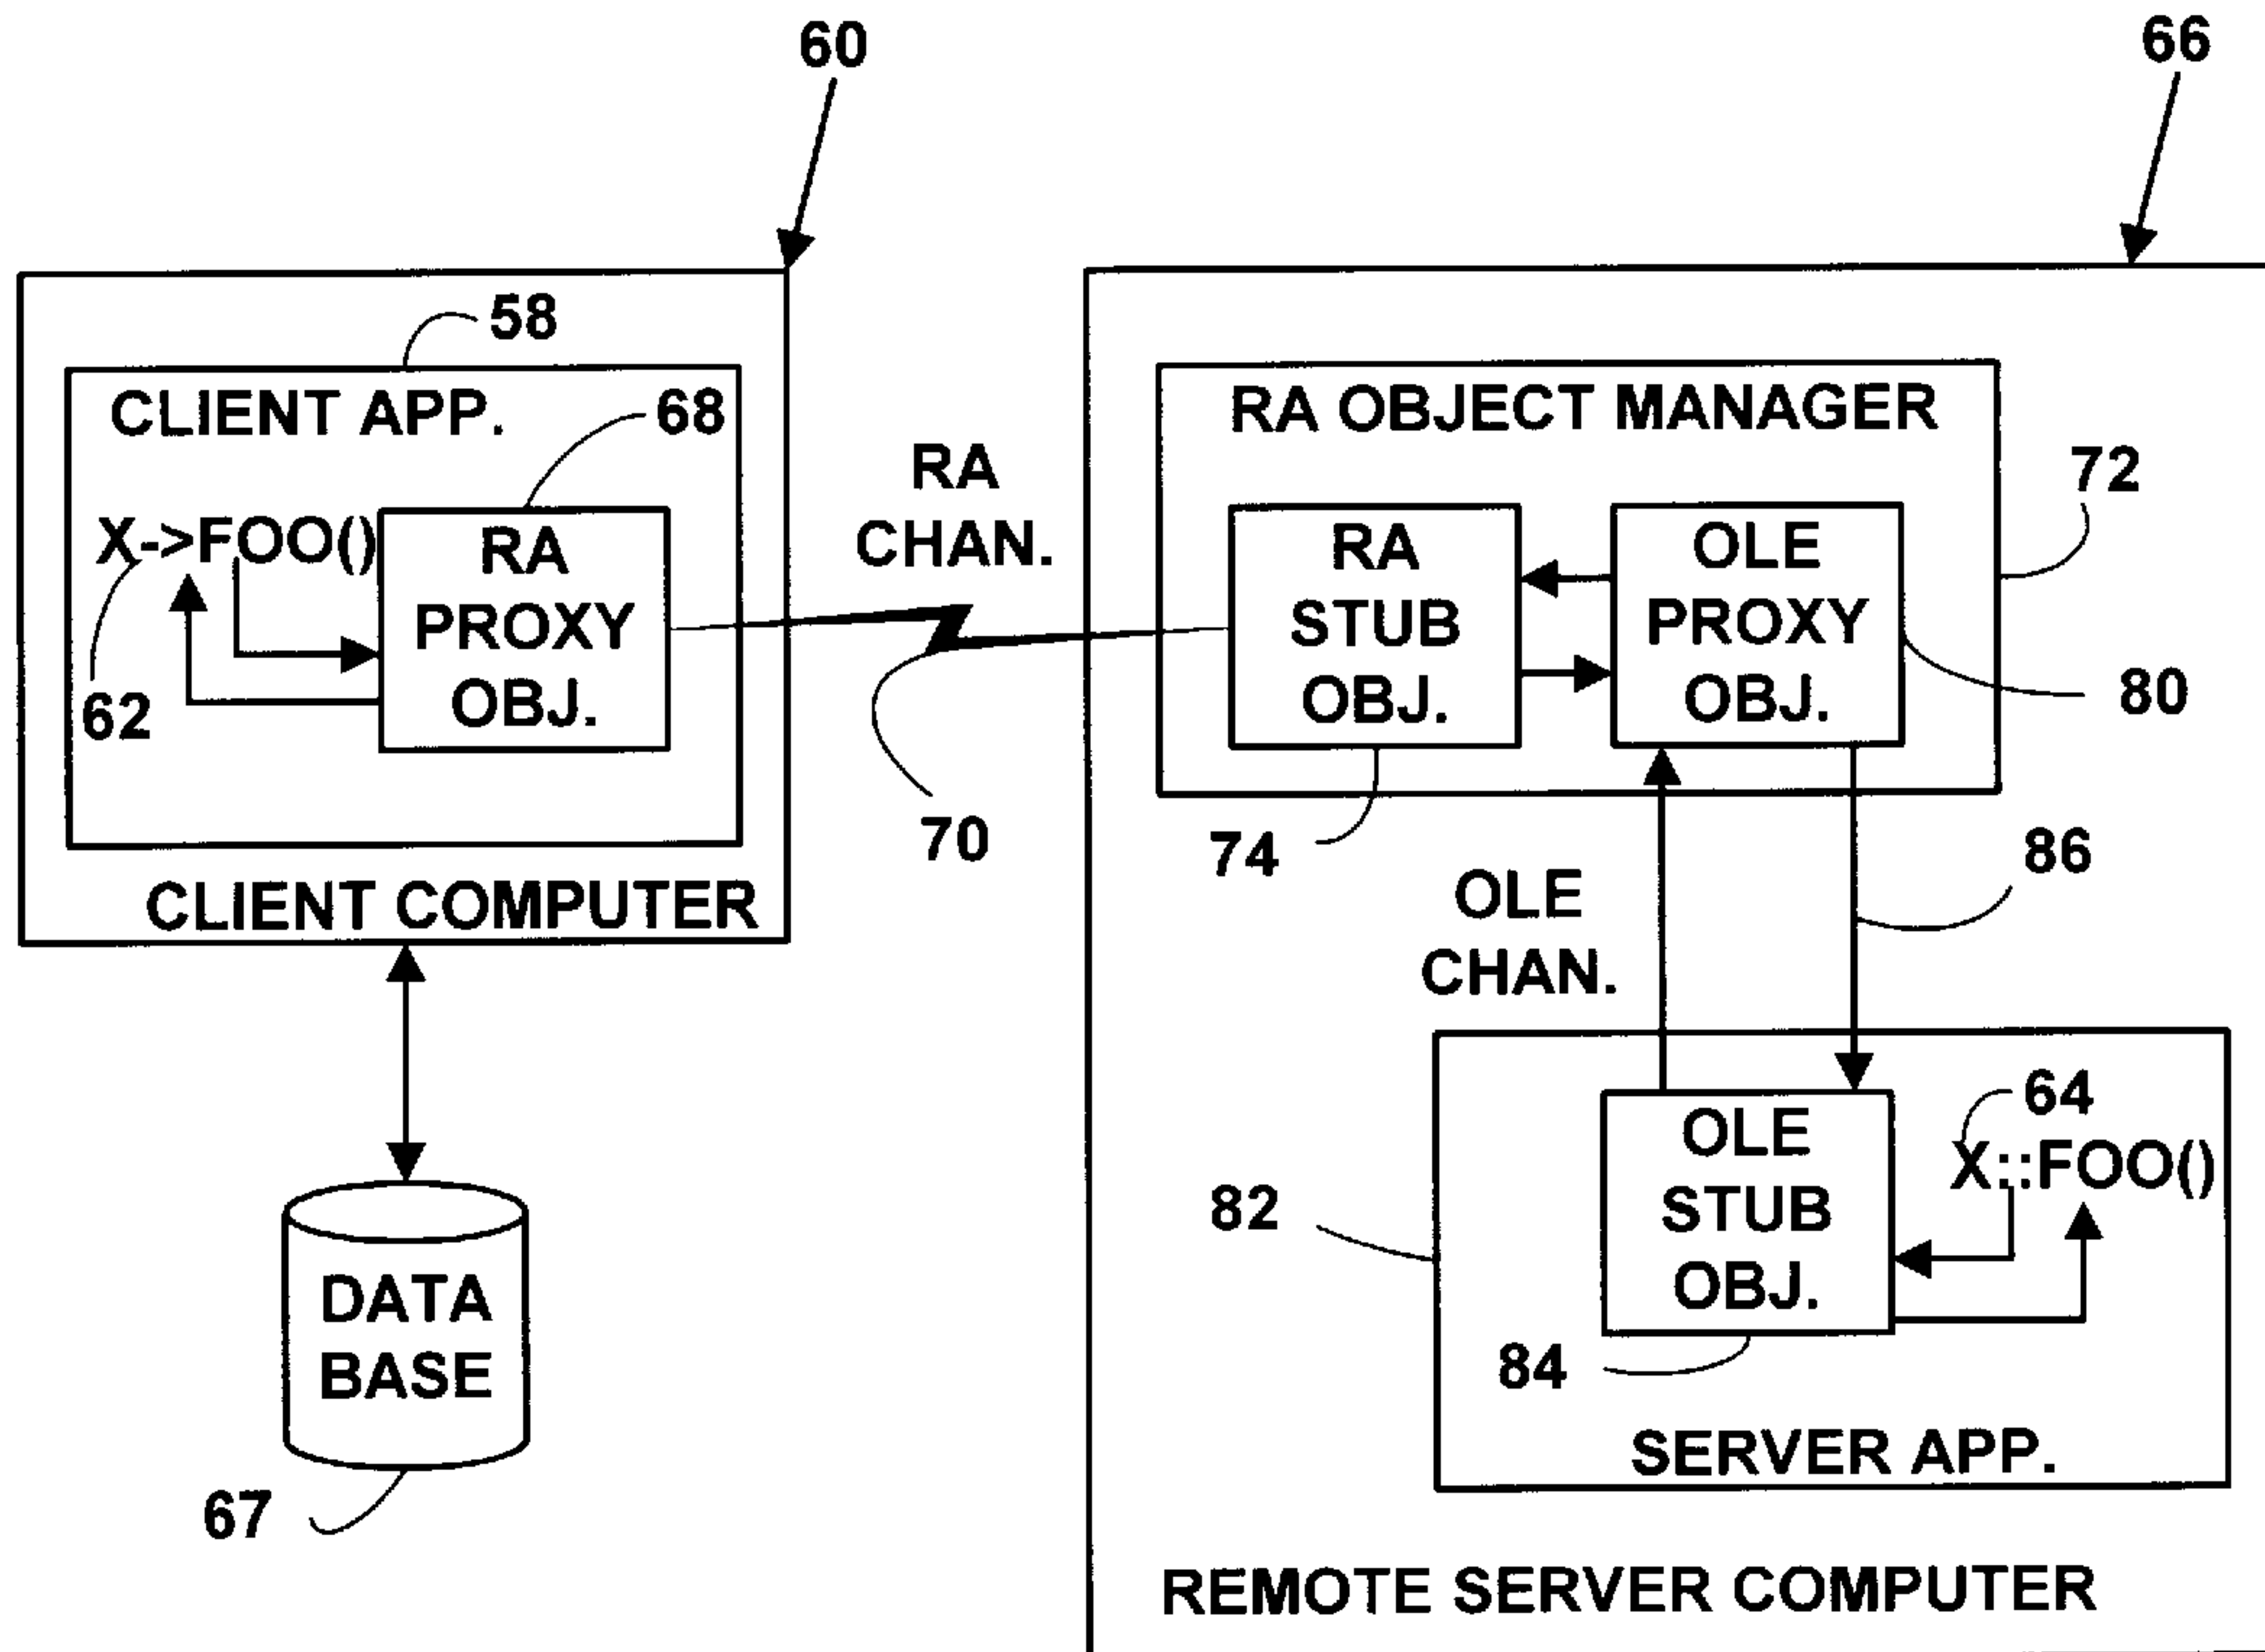 60
66
58
CLIENT APP.
68
X->FOO()
RA
PROXY
OBJ.
62
CLIENT COMPUTER
RA
CHAN.
70
RA OBJECT MANAGER
72
RA
STUB
OBJ.
OLE
PROXY
OBJ.
80
74
OLE
CHAN.
86
OLE
STUB
OBJ.
64
X::FOO()
82
84
SERVER APP.
DATA
BASE
67
REMOTE SERVER COMPUTER